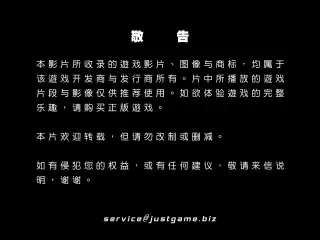 敬 告
本影片所收录的遊戏影片、图像与商标，均属于
该遊戏开发商与发行商所有。片中所播放的遊戏
片段与影像仅供推荐使用。如欲体验遊戏的完整
乐趣，请购买正版遊戏。
本片欢迎转载，但请勿改制或删减。
如有侵犯您的权益，或有任何建议，敬请来信说
明，谢谢。
service@justgame.biz